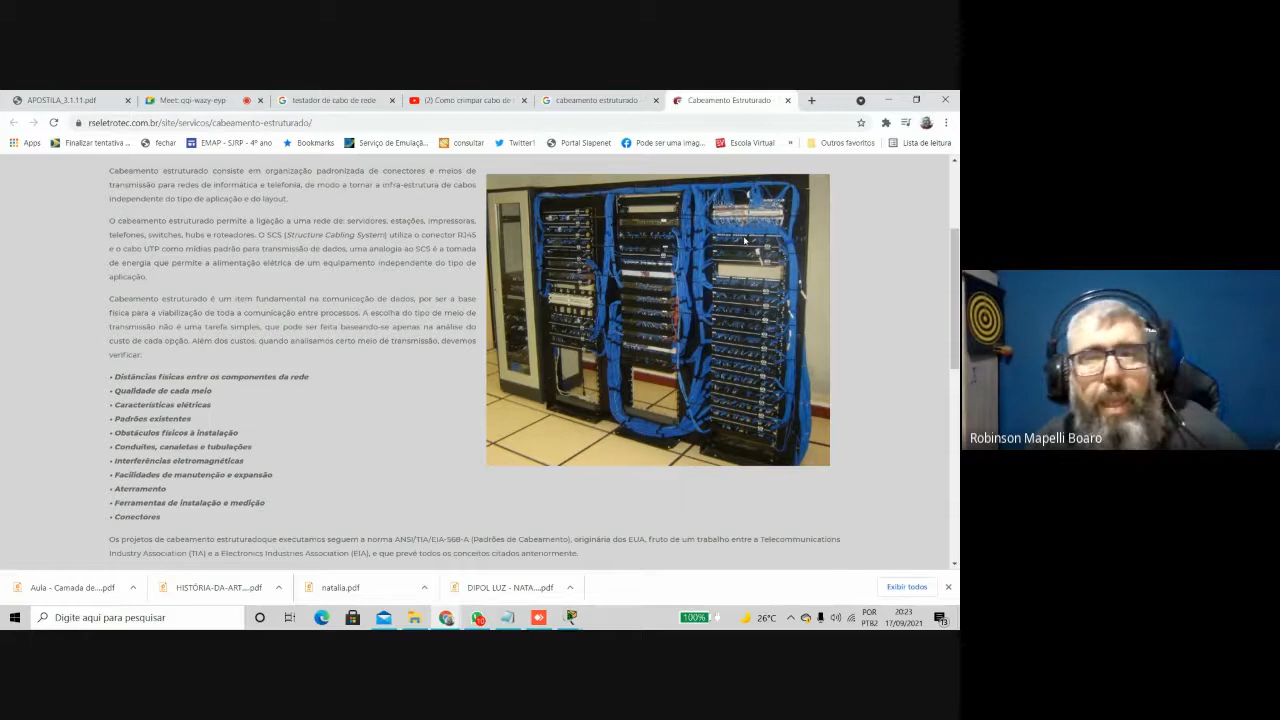 APOSTILA_3.1.11.pdf
Meet: qqi-wazy-eyp
testador de cabo de rede
(2) Como crimpar cabo de
cabeamento estruturado
Cabeamento Estruturado
rseletrotec.com.br/site/servicos/cabeamento-estruturado/
Apps
Finalizar tentativa ...
fechar
EMAP - SJRP - 4º ano
Bookmarks
Serviço de Emulaçã...
consultar
Twitter!
Portal Slapenet
Pode ser uma imag...
Escola Virtual
»
Outros favoritos
Lista de leitura
Cabeamento estruturado consiste em organização padronizada de conectores e meios de
transmissão para redes de informática e telefonia, de modo a tornar a infra-estrutura de cabos
independente do tipo de aplicação e do layout.
O cabeamento estruturado permite a ligação a uma rede de: servidores, estações, impressoras,
telefones, switches, hubs e roteadores. O SCS (Structure Cabling System) utiliza o conector RJ45
e o cabo UTP como mídias padrão para transmissão de dados, uma analogia ao SCS é a tomada
de energia que permite a alimentação elétrica de um equipamento independente do tipo de
aplicação.
Cabeamento estruturado é um item fundamental na comunicação de dados, por ser a base
física para a viabilização de toda a comunicação entre processos. A escolha do tipo de meio de
transmissão não é uma tarefa simples, que pode ser feita baseando-se apenas na análise do
custo de cada opção. Além dos custos, quando analisamos certo meio de transmissão, devemos
verificar:
• Distâncias físicas entre os componentes da rede
• Qualidade de cada meio
• Características elétricas
• Padrões existentes
• Obstáculos físicos à instalação
• Conduítes, canaletas e tubulações
• Interferências eletromagnéticas
• Facilidades de manutenção e expansão
• Aterramento
• Ferramentas de instalação e medição
• Conectores
Os projetos de cabeamento estruturadoque executamos seguem a norma ANSI/TIA/EIA-568-A (Padrões de Cabeamento), originária dos EUA, fruto de um trabalho entre a Telecommunications
Industry Association (TIA) e a Electronics Industries Association (EIA), e que prevê todos os conceitos citados anteriormente.
Robinson Mapelli Boaro
Aula - Camada de....pdf
HISTÓRIA-DA-ART....pdf
natalia.pdf
DIPOL LUZ - NATA....pdf
Exibir todos
Digite aqui para pesquisar
10
100%
26°C
POR
PTB2
20:23
17/09/2021
13